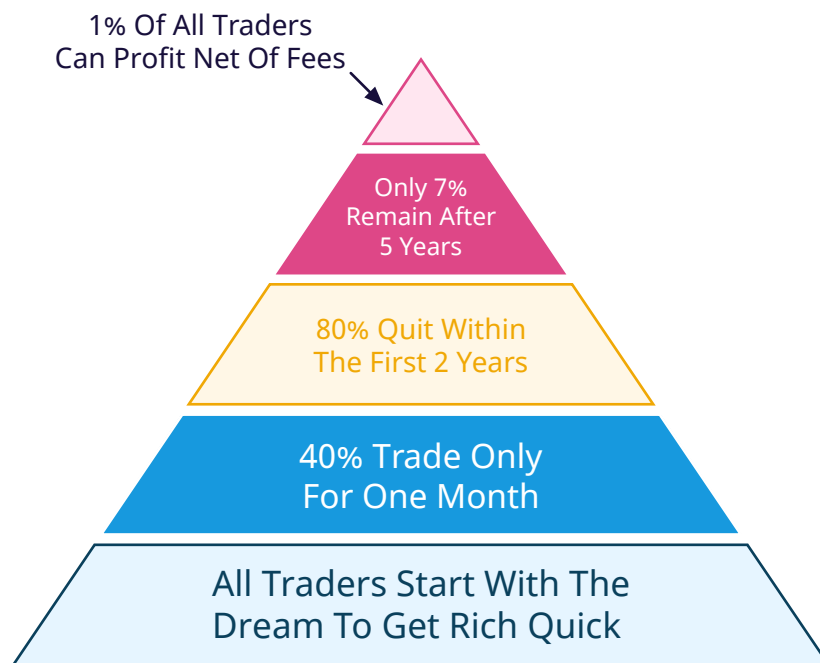 1% Of All Traders
Can Profit Net Of Fees
Only 7%
Remain After
5 Years
80% Quit Within
The First 2 Years
40% Trade Only
For One Month
All Traders Start With The
Dream To Get Rich Quick